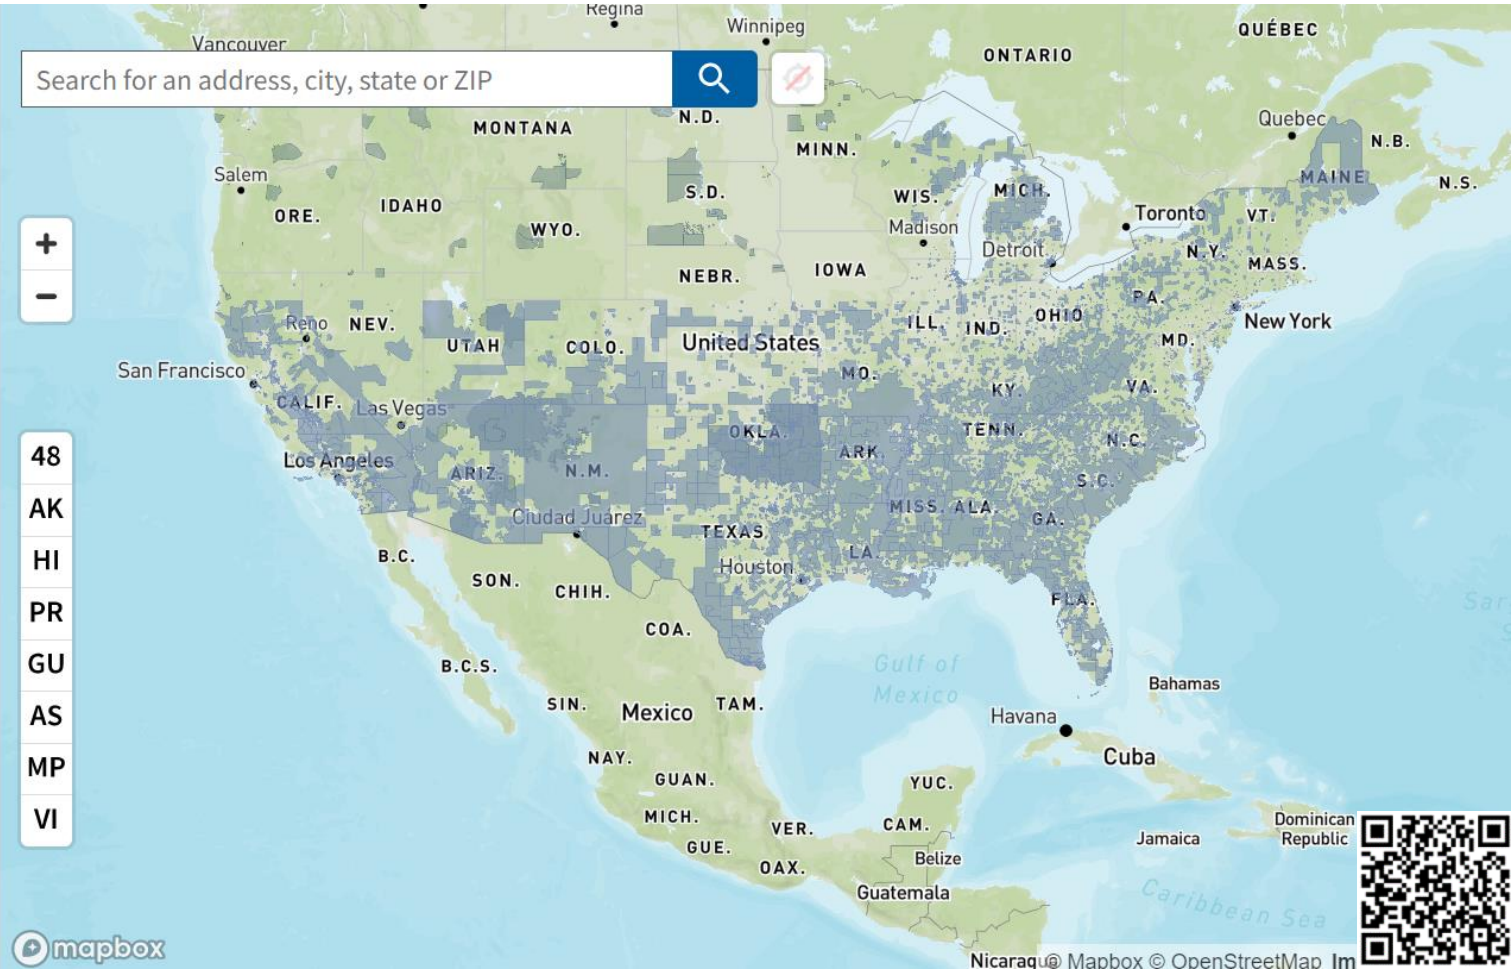 Regina
Winnipeg
QUÉBEC
Vancouver
ONTARIO
Search for an address, city, state or ZIP
MONTANA
N.D.
Quebec
MINN.
N.B.
Salem
MAINE
S.D.
WIS.
MICH.
N.S.
ORE.
IDAHO
WYO.
Madison
Toronto
VT.
+
Detroit
N.Y.
MASS.
NEBR.
IOWA
−
PA.
Reno
NEV.
ILL.
IND.
OHIO
New York
UTAH
COLO.
United States
MD.
San Francisco
MO.
KY.
VA.
CALIF.
Las Vegas
OKLA.
TENN.
N.C.
48
Los Angeles
ARIZ.
N.M.
ARK.
S.C.
AK
Ciudad Juárez
MISS.
ALA.
GA.
TEXAS
HI
B.C.
LA.
SON.
CHIH.
Houston
FLA.
PR
COA.
GU
B.C.S.
Gulf of
Mexico
Bahamas
AS
SIN.
Mexico
TAM.
Havana
MP
NAY.
GUAN.
YUC.
Cuba
VI
MICH.
VER.
CAM.
Dominican
Republic
GUE.
Jamaica
OAX.
Belize
Guatemala
Caribbean Sea
mapbox
© Mapbox © OpenStreetMap Im